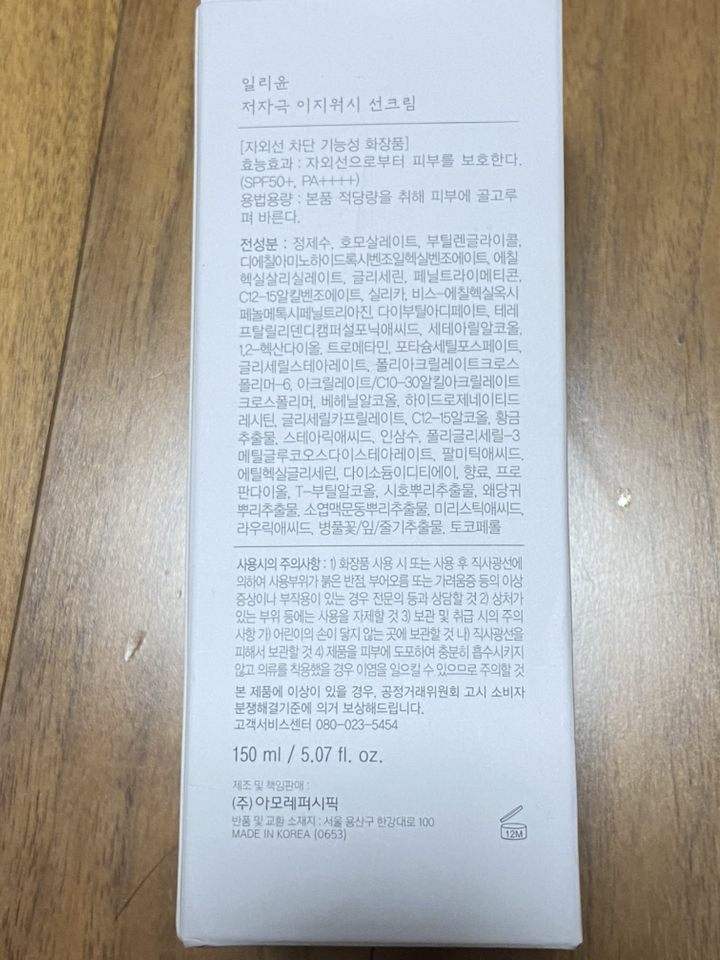 일리윤
저자극 이지워시 선크림
[자외선 차단 기능성 화장품]
효능효과 : 자외선으로부터 피부를 보호한다.
(SPF50+, PA++++)
용법용량 : 본품 적당량을 취해 피부에 골고루
펴 바른다.
전성분 : 정제수, 호모살레이트, 부틸렌글라이콜,
디에칠아미노하이드록시벤조일헥실벤조에이트, 에칠
헥실살리실레이트, 글리세린, 페닐트라이메티콘,
C12-15알킬벤조에이트, 실리카, 비스-에칠헥실옥시
페놀메톡시페닐트리아진, 다이부틸아디페이트, 테레
프탈릴리덴디캠퍼설포닉애씨드, 세테아릴알코올,
1,2-헥산다이올, 트로메타민, 포타슘세틸포스페이트,
글리세릴스테아레이트, 폴리아크릴레이트크로스
폴리머-6, 아크릴레이트/C10-30알킬아크릴레이트
크로스폴리머, 베헤닐알코올, 하이드로제네이티드
레시틴, 글리세릴카프릴레이트, C12-15알코올, 황금
추출물, 스테아릭애씨드, 인삼수, 폴리글리세릴-3
메틸글루코오스다이스테아레이트, 팔미틱애씨드,
에틸헥실글리세린, 다이소듐이디티에이, 향료, 프로
판다이올, T-부틸알코올, 시호뿌리추출물, 왜당귀
뿌리추출물, 소엽맥문동뿌리추출물, 미리스틱애씨드,
라우릭애씨드, 병풀꽃/잎/줄기추출물, 토코페롤
사용시의 주의사항 : 1) 화장품 사용 시 또는 사용 후 직사광선에
의하여 사용부위가 붉은 반점, 부어오름 또는 가려움증 등의 이상
증상이나 부작용이 있는 경우 전문의 등과 상담할 것 2) 상처가
있는 부위 등에는 사용을 자제할 것 3) 보관 및 취급 시의 주의
사항 가) 어린이의 손이 닿지 않는 곳에 보관할 것 나) 직사광선을
피해서 보관할 것 4) 제품을 피부에 도포하여 충분히 흡수시키지
않고 의류를 착용했을 경우 이염을 일으킬 수 있으므로 주의할 것
본 제품에 이상이 있을 경우, 공정거래위원회 고시 소비자
분쟁해결기준에 의거 보상해드립니다.
고객서비스센터 080-023-5454
150 ml / 5.07 fl. oz.
제조 및 책임판매 :
(주)아모레퍼시픽
반품 및 교환 소재지 : 서울 용산구 한강대로 100
MADE IN KOREA (0653)
12M